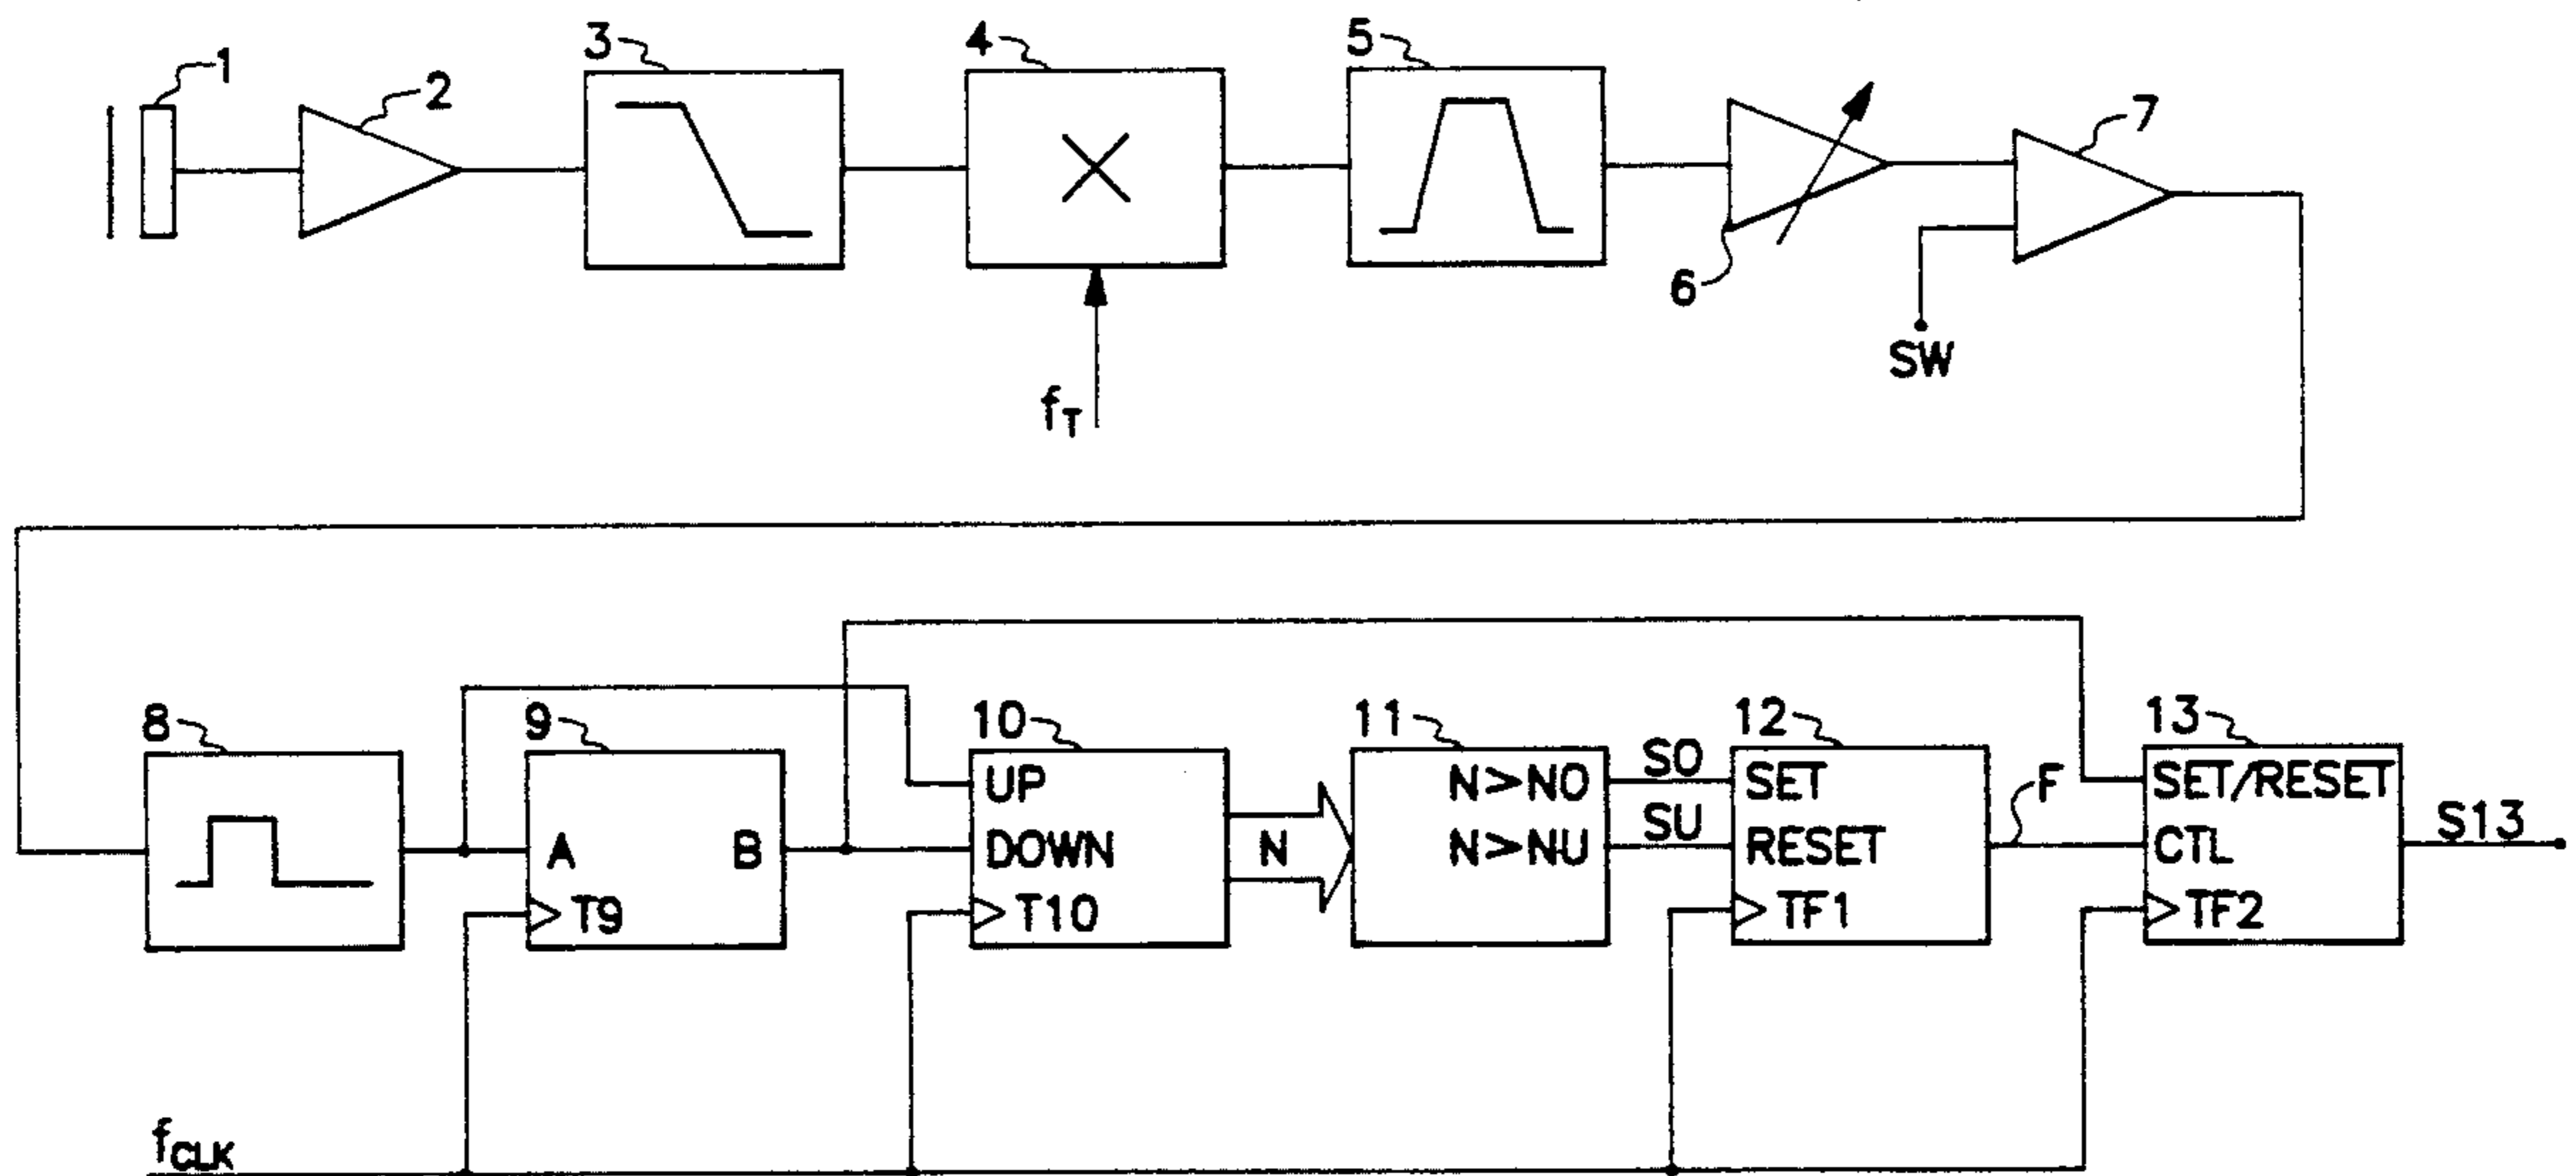 1
2
3
4
5
6
7
SW
fT
8
9
10
11
12
13
A
B
T9
UP
DOWN
T10
N
N>NO
N>NU
SO
SU
SET
RESET
TF1
F
SET/RESET
CTL
TF2
S13
fCLK